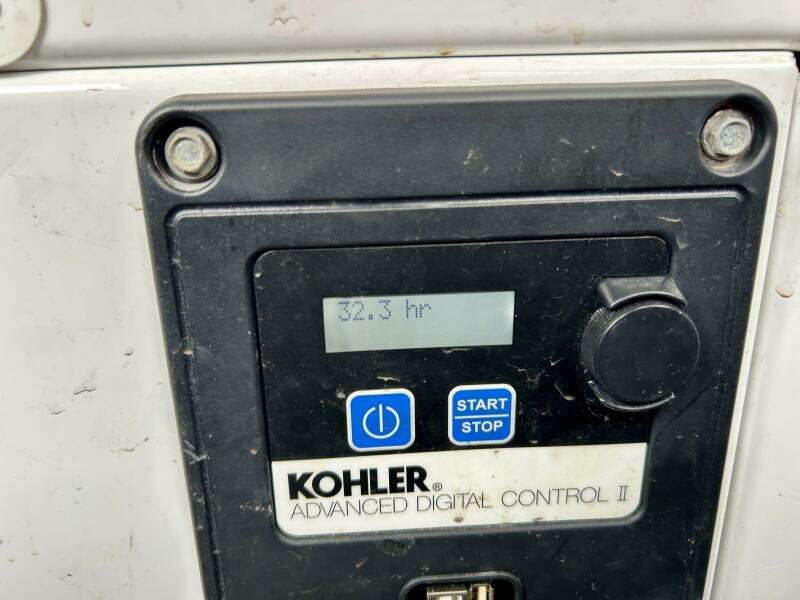 32.3 hr
START
STOP
KOHLER®
ADVANCED DIGITAL CONTROL II